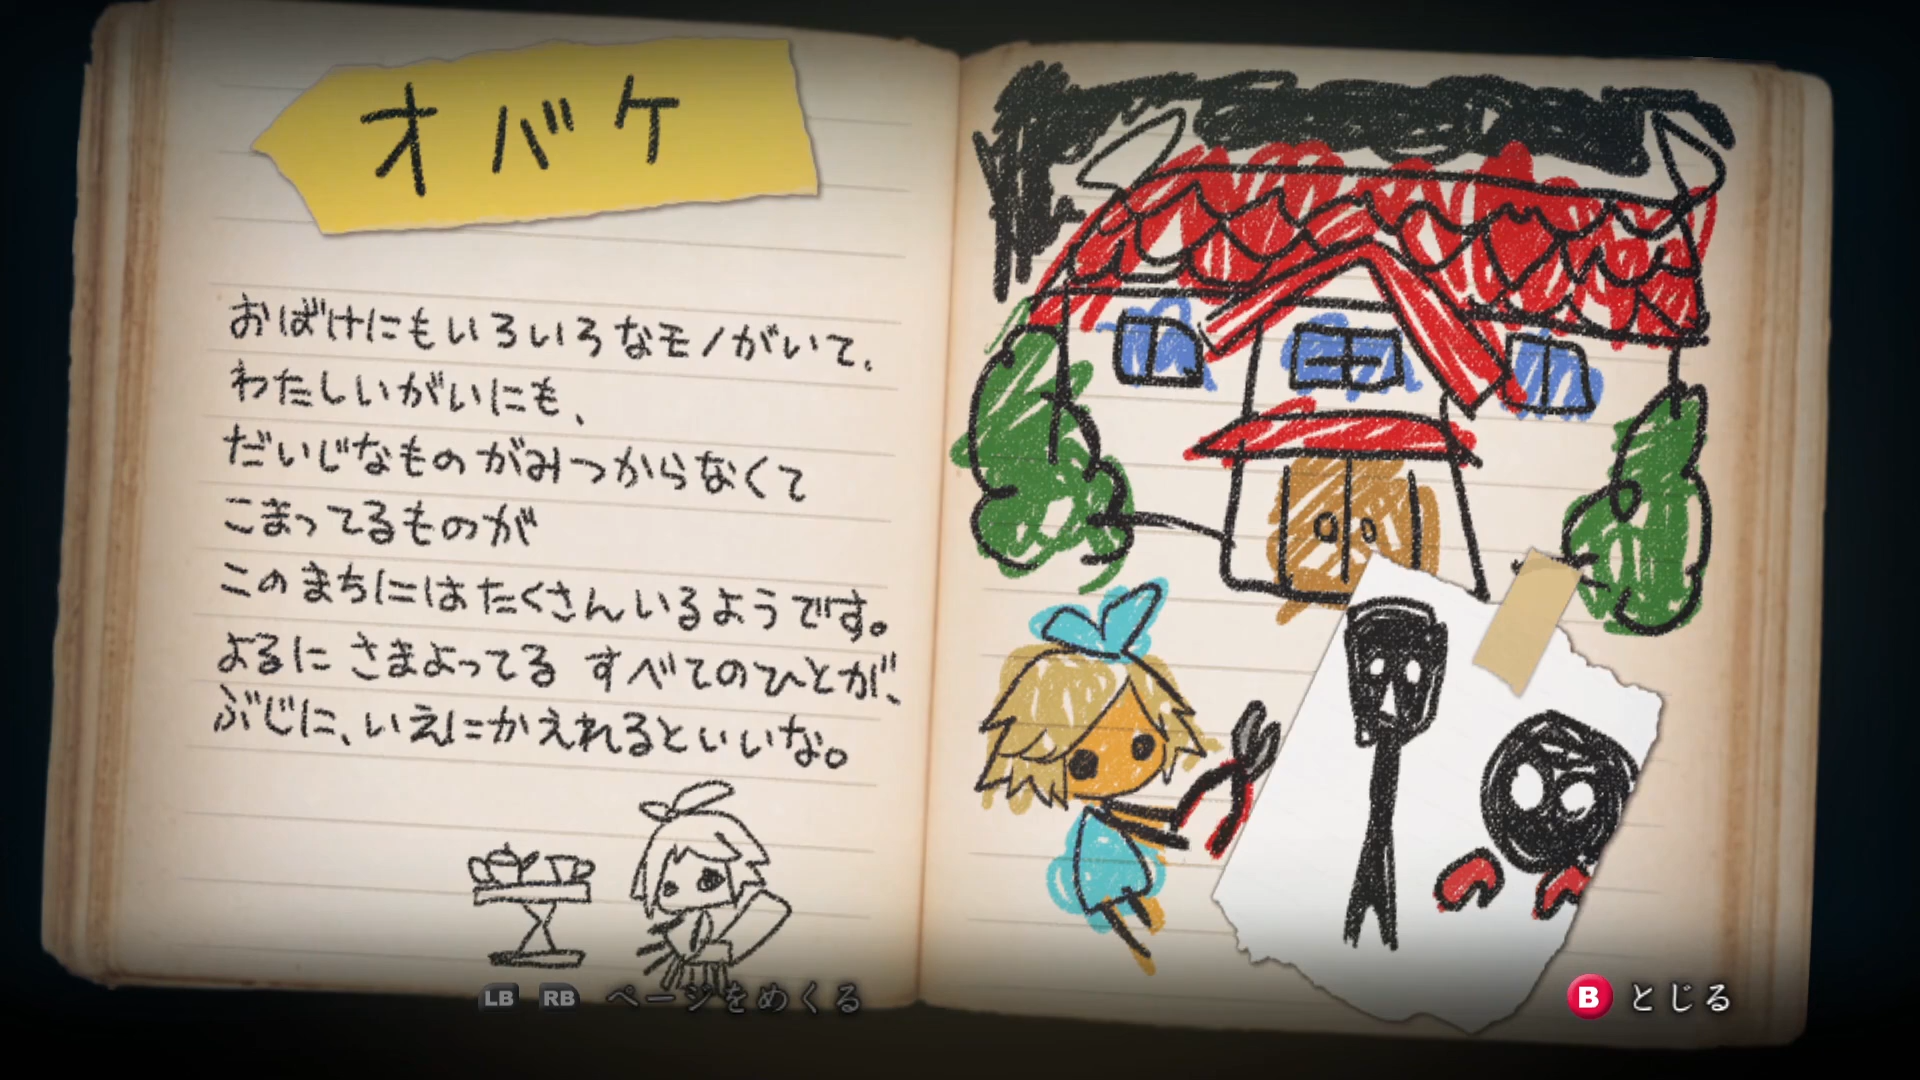 オバケ
おばけにもいろいろなモノがいて、
わたしいがいにも、
だいじなものがみつからなくて
こまってるものが
このまちにはたくさんいるようです。
よるに さまよってる すべてのひとが、
ぶじに、いえにかえれるといいな。
LB RB ページをめくる
B とじる